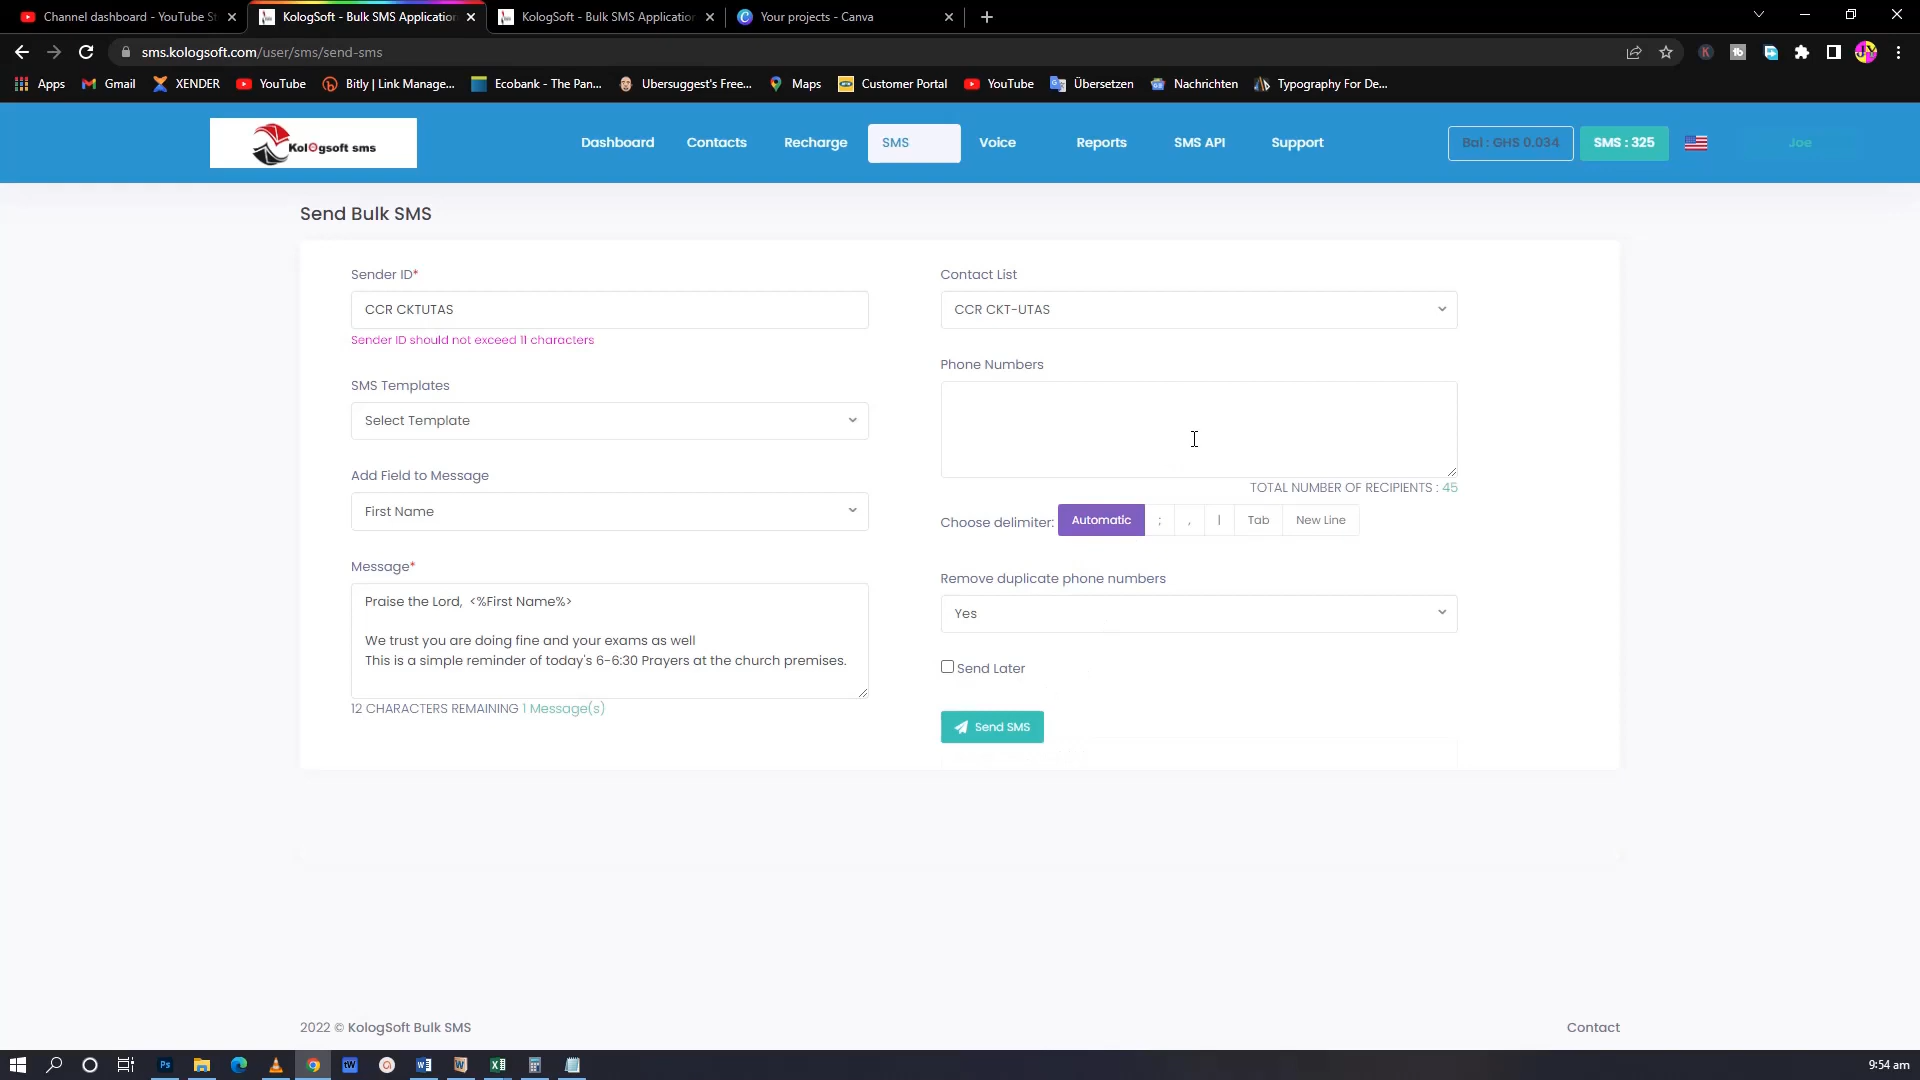 Channel dashboard - YouTube St
KologSoft - Bulk SMS Application
KologSoft - Bulk SMS Application
Your projects - Canva
sms.kologsoft.com/user/sms/send-sms
Apps
Gmail
XENDER
YouTube
Bitly | Link Manage...
Ecobank - The Pan...
Ubersuggest's Free...
Maps
Customer Portal
YouTube
Übersetzen
Nachrichten
Typography For De...
KolOgsoft sms
Dashboard
Contacts
Recharge
SMS
Voice
Reports
SMS API
Support
Bal : GHS 0.034
SMS : 325
Joe
Send Bulk SMS
Sender ID*
CCR CKTUTAS
Sender ID should not exceed 11 characters
SMS Templates
Select Template
Add Field to Message
First Name
Message*
Praise the Lord,  <%First Name%>
We trust you are doing fine and your exams as well
This is a simple reminder of today's 6-6:30 Prayers at the church premises.
12 CHARACTERS REMAINING 1 Message(s)
Contact List
CCR CKT-UTAS
Phone Numbers
TOTAL NUMBER OF RECIPIENTS : 45
Choose delimiter: Automatic ; , | Tab New Line
Remove duplicate phone numbers
Yes
Send Later
Send SMS
2022 © KologSoft Bulk SMS
Contact
9:54 am